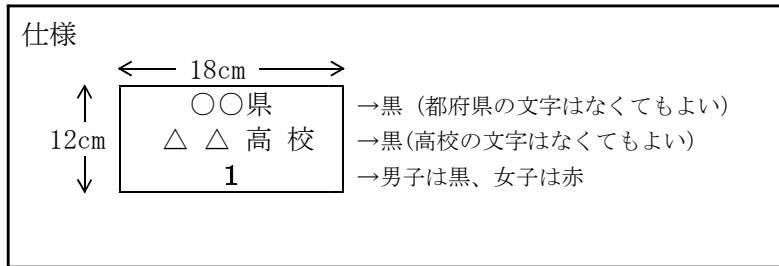 仕様
18cm
○○県 →黒（都府県の文字はなくてもよい）
12cm △ △ 高 校 →黒(高校の文字はなくてもよい)
1 →男子は黒、女子は赤